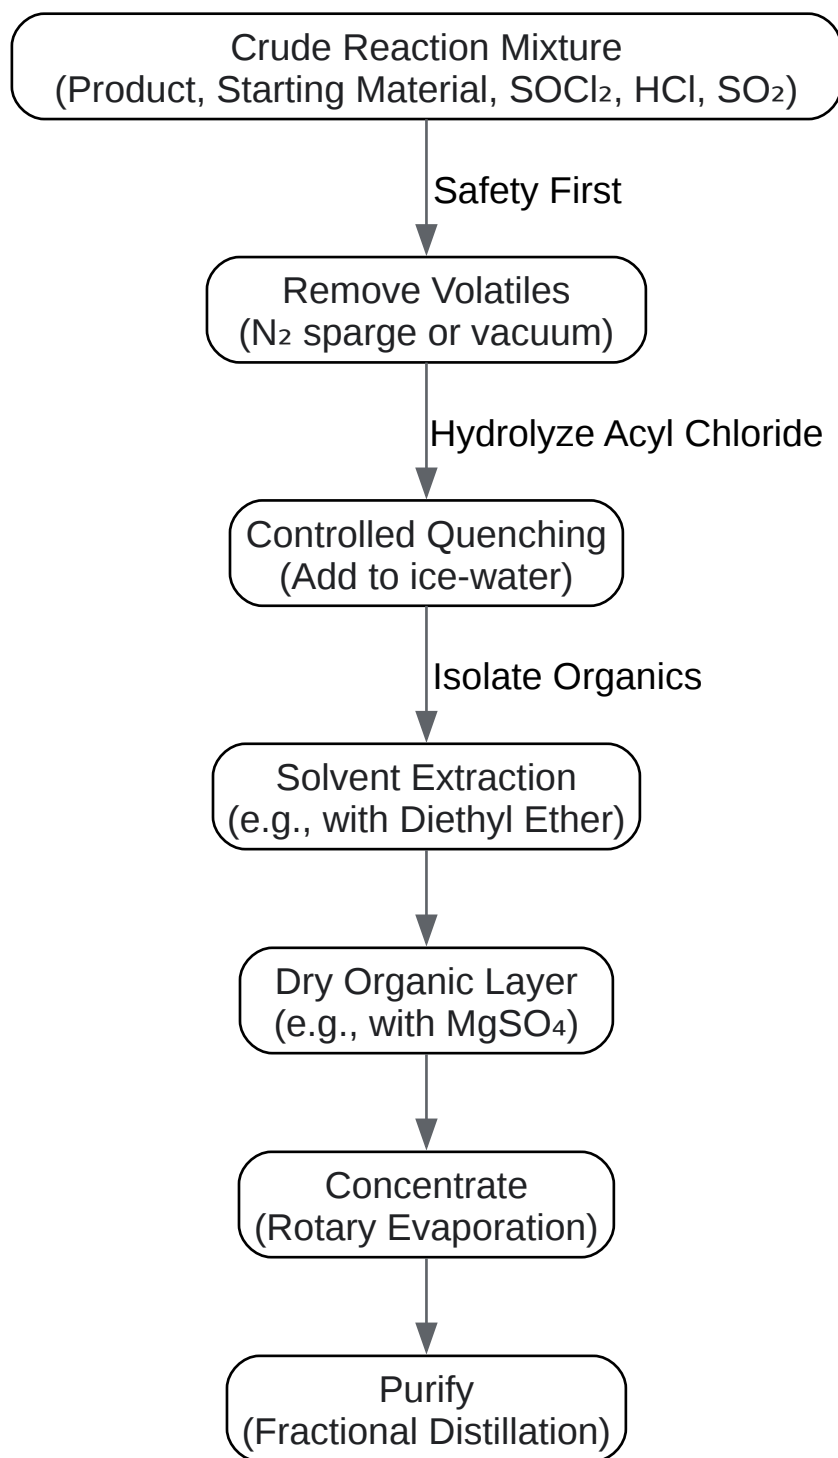 Crude Reaction Mixture
(Product, Starting Material, SOCl₂, HCl, SO₂)
Safety First
Remove Volatiles
(N₂ sparge or vacuum)
Hydrolyze Acyl Chloride
Controlled Quenching
(Add to ice-water)
Isolate Organics
Solvent Extraction
(e.g., with Diethyl Ether)
Dry Organic Layer
(e.g., with MgSO₄)
Concentrate
(Rotary Evaporation)
Purify
(Fractional Distillation)